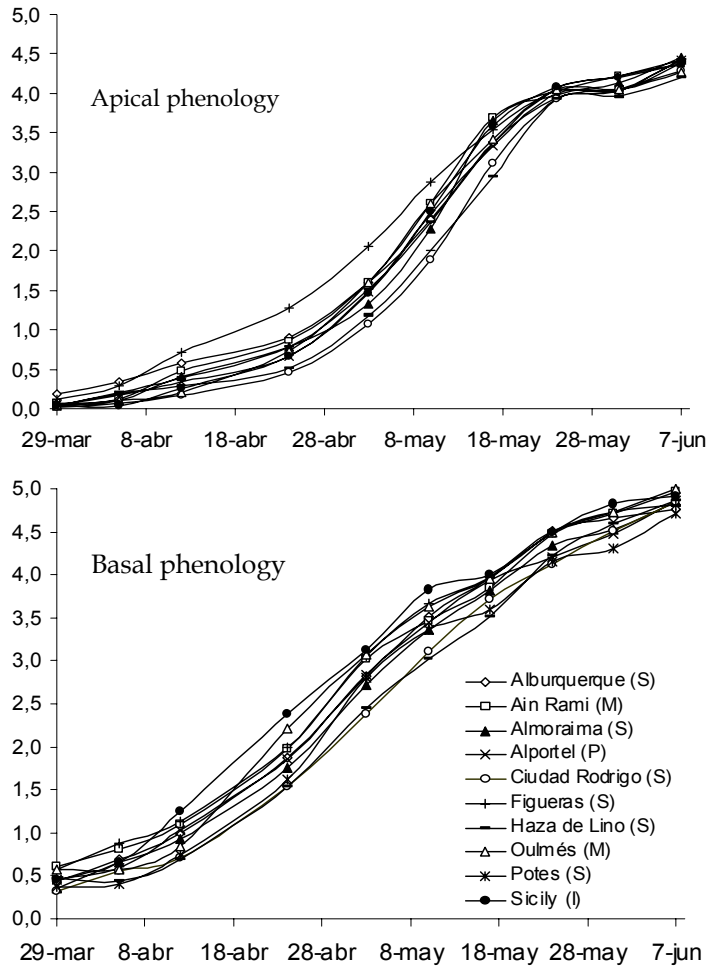 5,0
4,5
4,0
3,5
3,0
2,5
2,0
1,5
1,0
0,5
0,0
Apical phenology
29-mar 8-abr 18-abr 28-abr 8-may 18-may 28-may 7-jun
5,0
4,5
4,0
3,5
3,0
2,5
2,0
1,5
1,0
0,5
0,0
Basal phenology
Alburquerque (S)
Ain Rami (M)
Almoraima (S)
Alportel (P)
Ciudad Rodrigo (S)
Figueras (S)
Haza de Lino (S)
Oulmés (M)
Potes (S)
Sicily (I)
29-mar 8-abr 18-abr 28-abr 8-may 18-may 28-may 7-jun